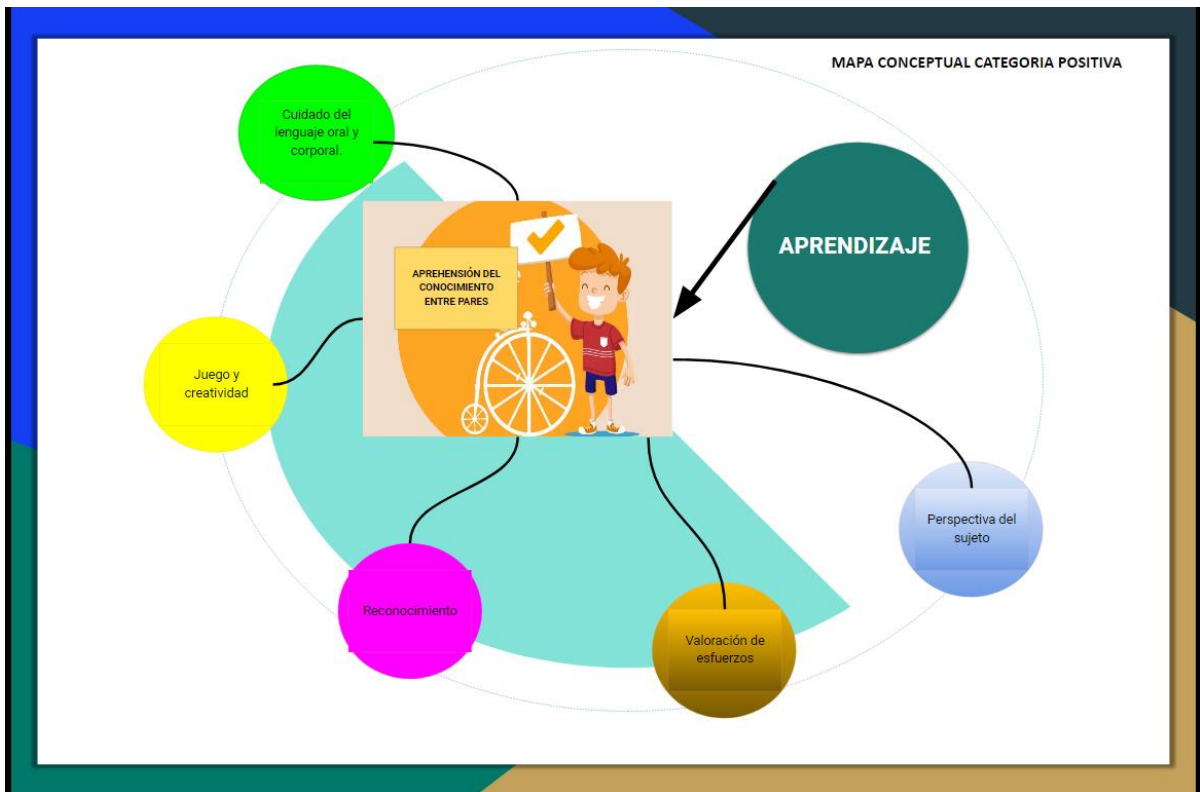 MAPA CONCEPTUAL CATEGORIA POSITIVA
Cuidado del
lenguaje oral y
corporal.
APRENDIZAJE
APREHENSIÓN DEL
CONOCIMIENTO
ENTRE PARES
Juego y
creatividad
Perspectiva del
sujeto
Reconocimiento
Valoración de
esfuerzos